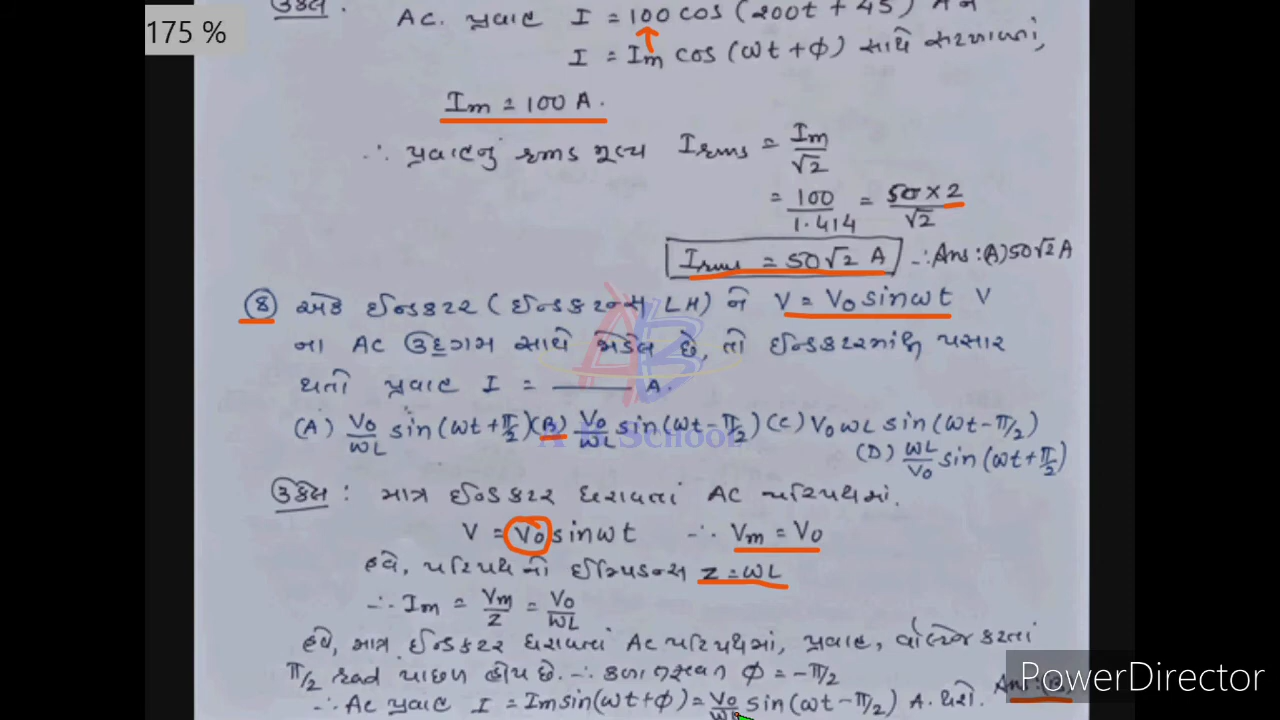 175 %
ઉકેલ :
AC. પ્રવાહ I = 100 cos (200t + 45) ને
I = Im cos (ωt + φ) સાથે સરખાવતાં,
Im = 100 A.
∴ પ્રવાહનું rms મૂલ્ય Irms = Im/√2
= 100/1.414 = 50 × 2/√2
Irms = 50√2 A ∴ Ans : (A) 50√2 A
(8) એક ઈન્ડક્ટર (ઈન્ડક્ટન્સ LH) ને V = V0 sinωt V
ના AC ઉદ્દગમ સાથે જોડેલ છે, તો ઈન્ડક્ટરમાંથી પસાર
થતો પ્રવાહ I = _____ A.
(A) V0/ωL sin(ωt+π/2) (B) V0/ωL sin(ωt-π/2) (C) V0ωL sin(ωt-π/2)
(D) ωL/V0 sin(ωt+π/2)
A B School
ઉકેલ : માત્ર ઈન્ડક્ટર ધરાવતાં AC પરિપથમાં.
V = V0 sinωt ∴ Vm = V0
હવે, પરિપથનો ઈમ્પિડન્સ Z = ωL
∴ Im = Vm/Z = V0/ωL
હવે, માત્ર ઈન્ડક્ટર ધરાવતાં AC પરિપથમાં, પ્રવાહ, વોલ્ટેજ કરતાં
π/2 rad પાછળ હોય છે. ∴ કળા તફાવત φ = -π/2
∴ AC પ્રવાહ I = Im sin(ωt+φ) = V0/ωL sin(ωt-π/2) A. થશે. Ans:
PowerDirector